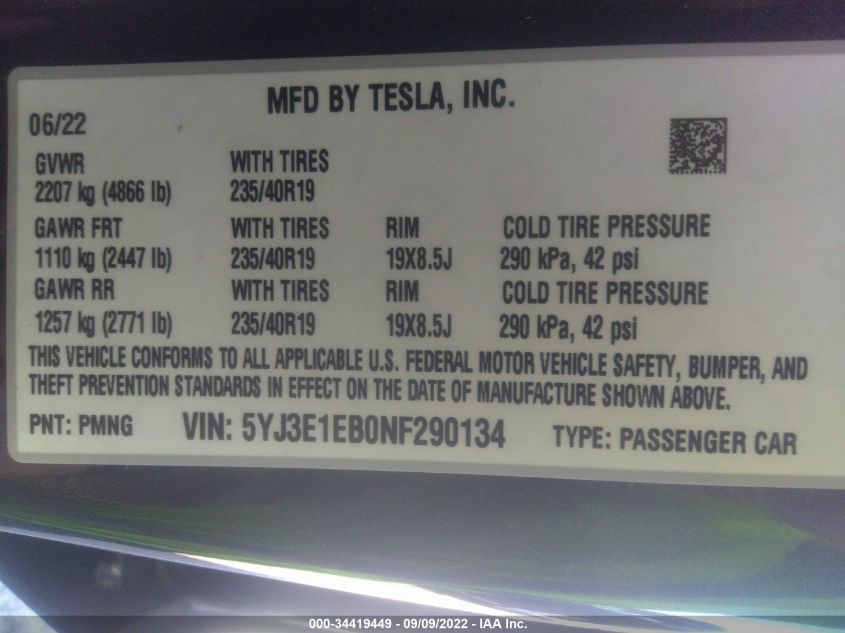 MFD BY TESLA, INC.
06/22
GVWR WITH TIRES
2207 kg (4866 lb) 235/40R19
GAWR FRT WITH TIRES RIM COLD TIRE PRESSURE
1110 kg (2447 lb) 235/40R19 19X8.5J 290 kPa, 42 psi
GAWR RR WITH TIRES RIM COLD TIRE PRESSURE
1257 kg (2771 lb) 235/40R19 19X8.5J 290 kPa, 42 psi
THIS VEHICLE CONFORMS TO ALL APPLICABLE U.S. FEDERAL MOTOR VEHICLE SAFETY, BUMPER, AND
THEFT PREVENTION STANDARDS IN EFFECT ON THE DATE OF MANUFACTURE SHOWN ABOVE.
PNT: PMNG VIN: 5YJ3E1EB0NF290134 TYPE: PASSENGER CAR
000-34419449 - 09/09/2022 - IAA Inc.